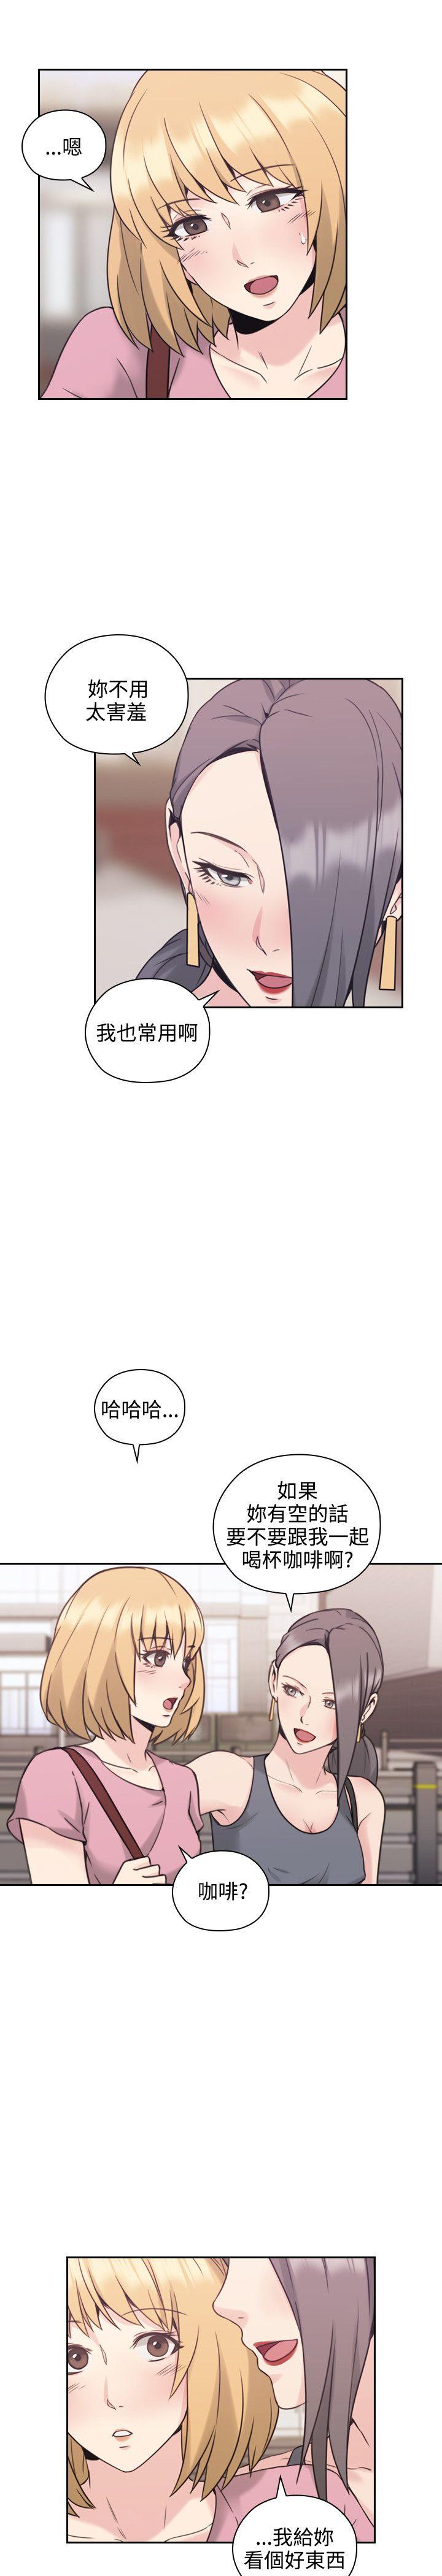 ...嗯
妳不用
太害羞
我也常用啊
哈哈哈...
如果
妳有空的話
要不要跟我一起
喝杯咖啡啊?
咖啡?
...我給妳
看個好東西